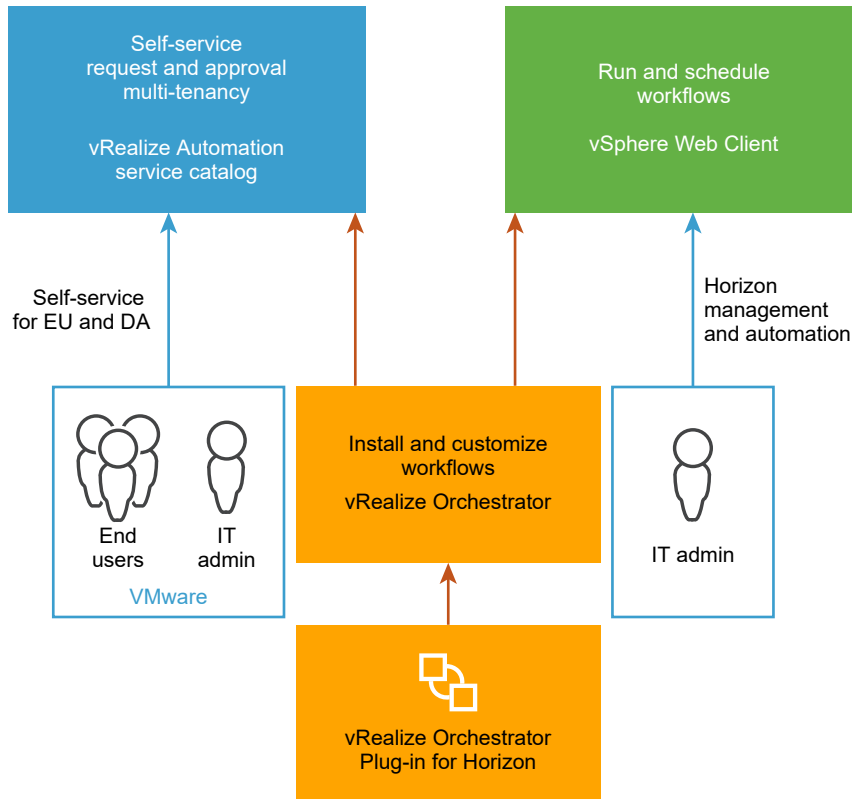 Self-service
request and approval
multi-tenancy
vRealize Automation
service catalog
Run and schedule
workflows
vSphere Web Client
Self-service
for EU and DA
Horizon
management
and automation
End
users
IT
admin
VMware
Install and customize
workflows
vRealize Orchestrator
IT admin
vRealize Orchestrator
Plug-in for Horizon